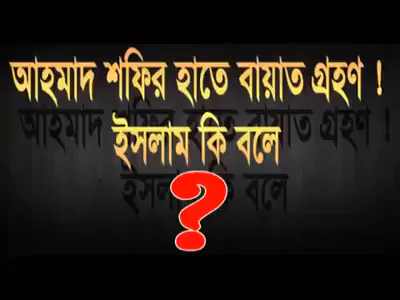 আহমাদ শফির হাতে বায়াত গ্রহণ !
ইসলাম কি বলে
?